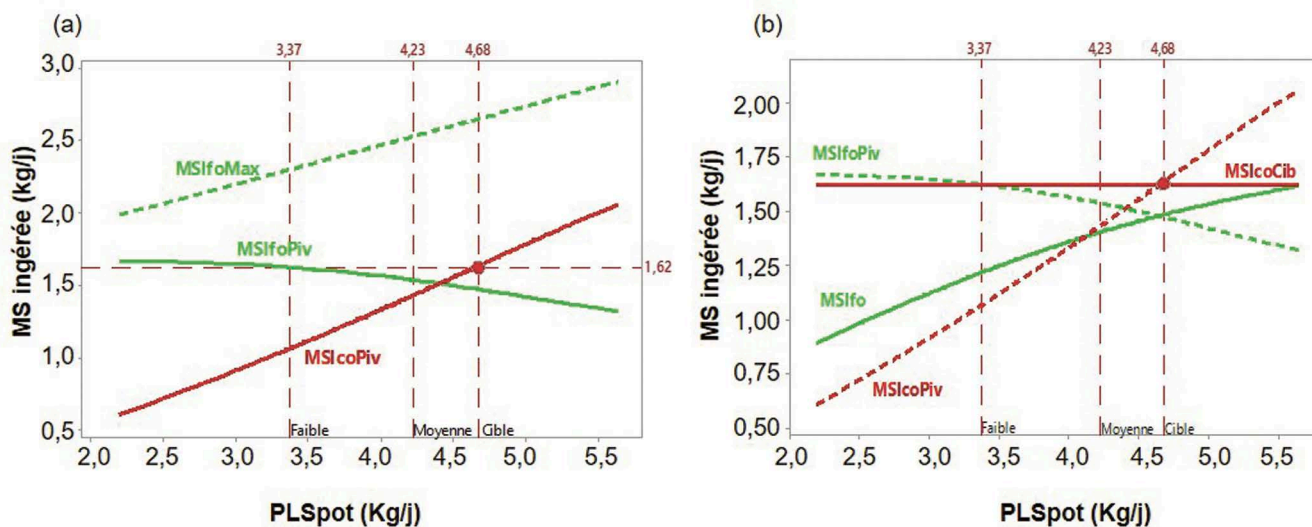 (a)
3,37 4,23 4,68
3,0
2,5
2,0
1,5
1,0
0,5
MS ingérée (kg/j)
MSIfoMax
MSIfoPiv
MSIcoPiv
1,62
Faible Moyenne Gible
2,0 2,5 3,0 3,5 4,0 4,5 5,0 5,5
PLSpot (Kg/j)
(b)
3,37 4,23 4,68
2,00
1,75
1,50
1,25
1,00
0,75
0,50
MS ingérée (kg/j)
MSIfoPiv
MSIcoCib
MSIfo
MSIcoPiv
Faible Moyenne Cible
2,0 2,5 3,0 3,5 4,0 4,5 5,0 5,5
PLSpot (Kg/j)